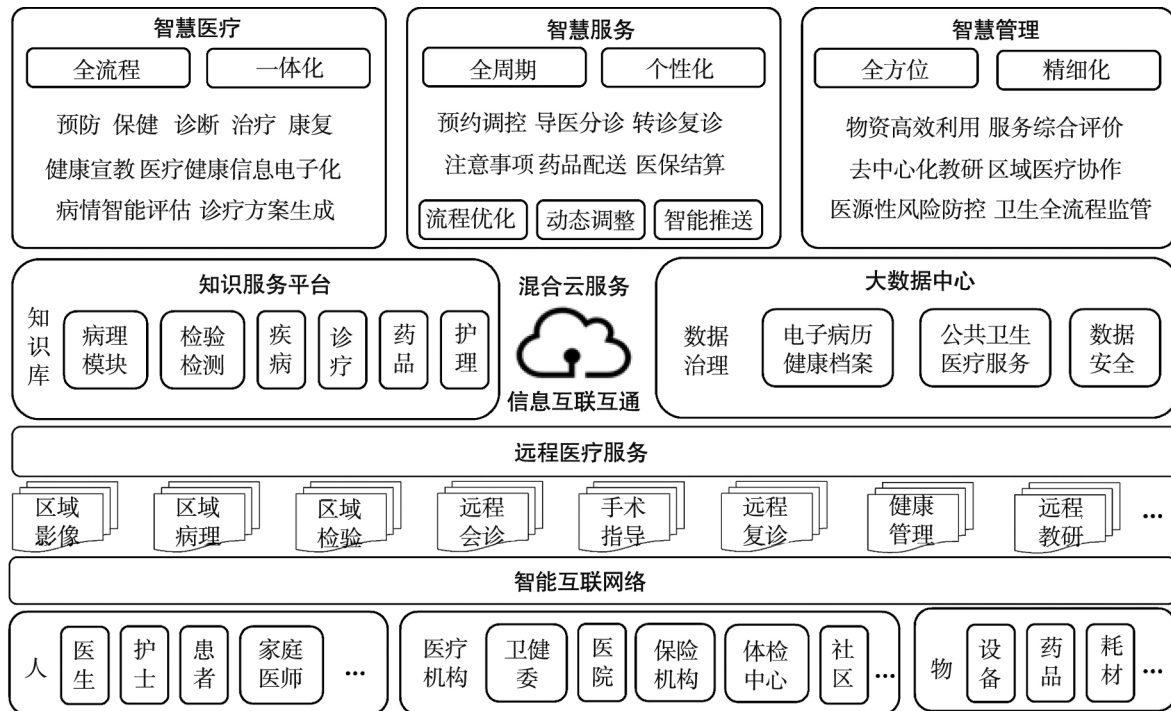 智慧医疗
全流程 一体化
预防 保健 诊断 治疗 康复
健康宣教 医疗健康信息电子化
病情智能评估 诊疗方案生成
智慧服务
全周期 个性化
预约调控 导医分诊 转诊复诊
注意事项 药品配送 医保结算
流程优化 动态调整 智能推送
智慧管理
全方位 精细化
物资高效利用 服务综合评价
去中心化教研 区域医疗协作
医源性风险防控 卫生全流程监管
知识服务平台
知识库
病理
模块
检验
检测
疾病
诊疗
药品
护理
混合云服务
信息互联互通
大数据中心
数据
治理
电子病历
健康档案
公共卫生
医疗服务
数据
安全
远程医疗服务
区域
影像
区域
病理
区域
检验
远程
会诊
手术
指导
远程
复诊
健康
管理
远程
教研
...
智能互联网络
人
医生
护士
患者
家庭
医师
...
医疗
机构
卫健
委
医院
保险
机构
体检
中心
社区
...
物
设备
药品
耗材
...